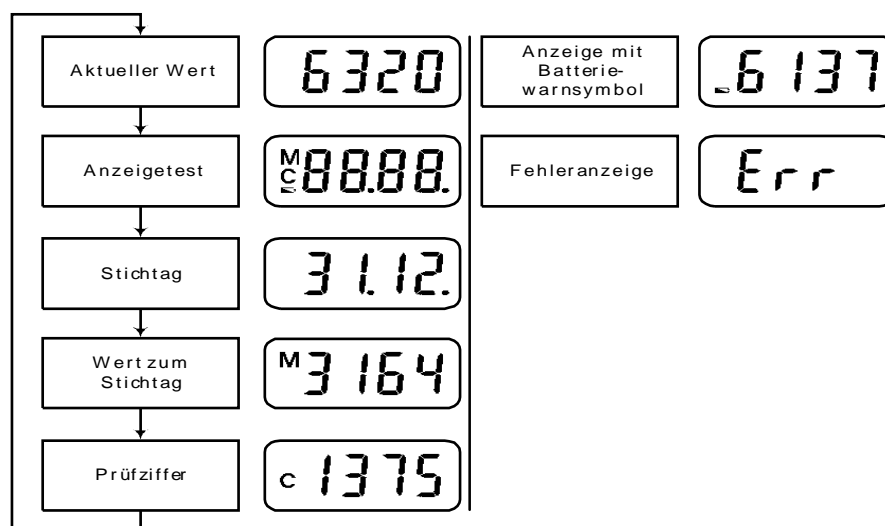 Aktueller Wert
6320
Anzeigetest
M
C
88.88.
Stichtag
31.12.
Wert zum
Stichtag
M 3164
Prüfziffer
C 1375
Anzeige mit
Batterie-
warnsymbol
6137
Fehleranzeige
Err